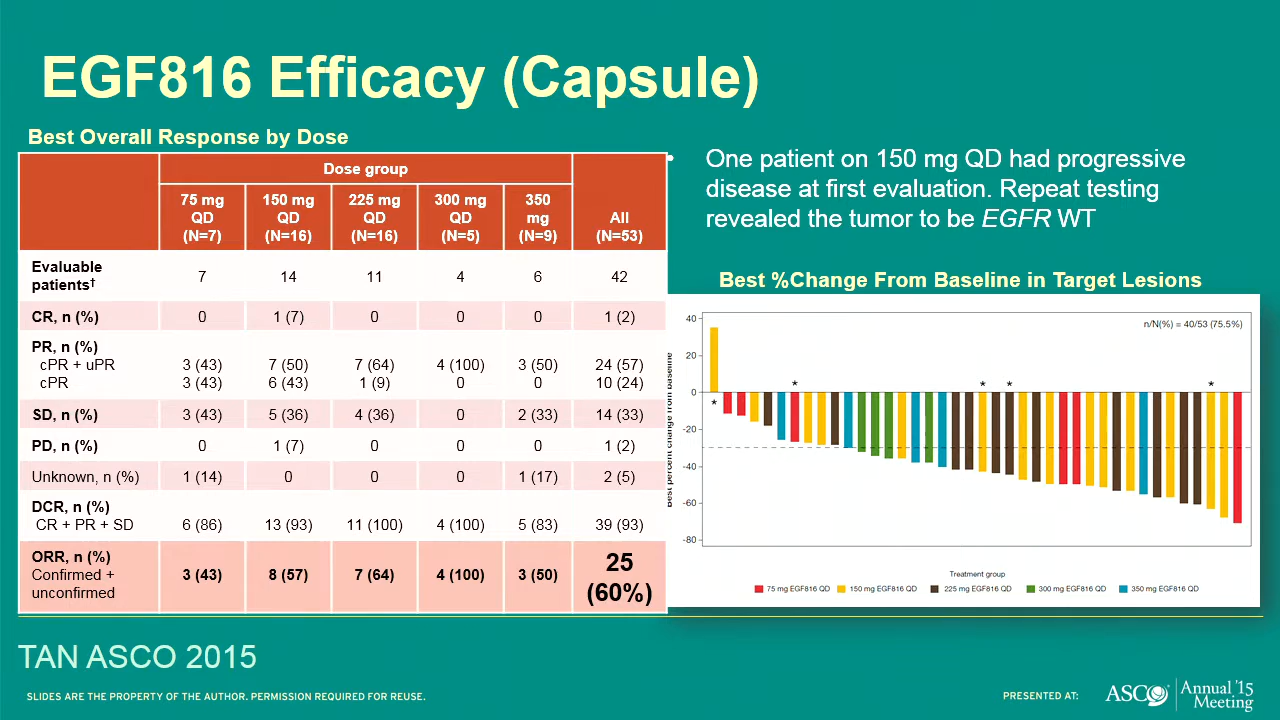 EGF816 Efficacy (Capsule)
Best Overall Response by Dose
Dose group
75 mg QD (N=7) 150 mg QD (N=16) 225 mg QD (N=16) 300 mg QD (N=5) 350 mg (N=9) All (N=53)
Evaluable patients† 7 14 11 4 6 42
CR, n (%) 0 1 (7) 0 0 0 1 (2)
PR, n (%)
cPR + uPR 3 (43) 7 (50) 7 (64) 4 (100) 3 (50) 24 (57)
cPR 3 (43) 6 (43) 1 (9) 0 0 10 (24)
SD, n (%) 3 (43) 5 (36) 4 (36) 0 2 (33) 14 (33)
PD, n (%) 0 1 (7) 0 0 0 1 (2)
Unknown, n (%) 1 (14) 0 0 0 1 (17) 2 (5)
DCR, n (%)
CR + PR + SD 6 (86) 13 (93) 11 (100) 4 (100) 5 (83) 39 (93)
ORR, n (%)
Confirmed + unconfirmed 3 (43) 8 (57) 7 (64) 4 (100) 3 (50) 25 (60%)
• One patient on 150 mg QD had progressive
disease at first evaluation. Repeat testing
revealed the tumor to be EGFR WT
Best %Change From Baseline in Target Lesions
n/N(%) = 40/53 (75.5%)
Best percent change from baseline
40
20
0
-20
-40
-60
-80
* * * * *
Treatment group
75 mg EGF816 QD 150 mg EGF816 QD 225 mg EGF816 QD 300 mg EGF816 QD 350 mg EGF816 QD
TAN ASCO 2015
SLIDES ARE THE PROPERTY OF THE AUTHOR. PERMISSION REQUIRED FOR REUSE.
PRESENTED AT:
ASCO Annual '15
Meeting